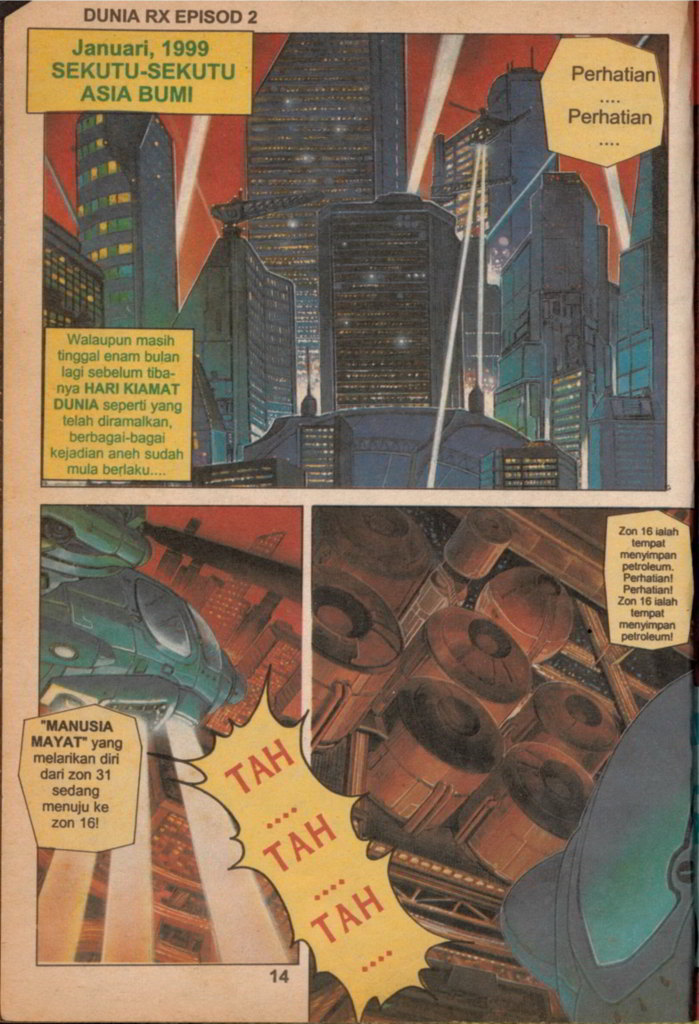 DUNIA RX EPISOD 2
Januari, 1999
SEKUTU-SEKUTU
ASIA BUMI
Perhatian
....
Perhatian
....
Walaupun masih
tinggal enam bulan
lagi sebelum tiba-
nya HARI KIAMAT
DUNIA seperti yang
telah diramalkan,
berbagai-bagai
kejadian aneh sudah
mula berlaku....
Zon 16 ialah
tempat
menyimpan
petroleum.
Perhatian!
Perhatian!
Zon 16 ialah
tempat
menyimpan
petroleum!
"MANUSIA
MAYAT" yang
melarikan diri
dari zon 31
sedang
menuju ke
zon 16!
TAH
....
TAH
....
TAH
....
14